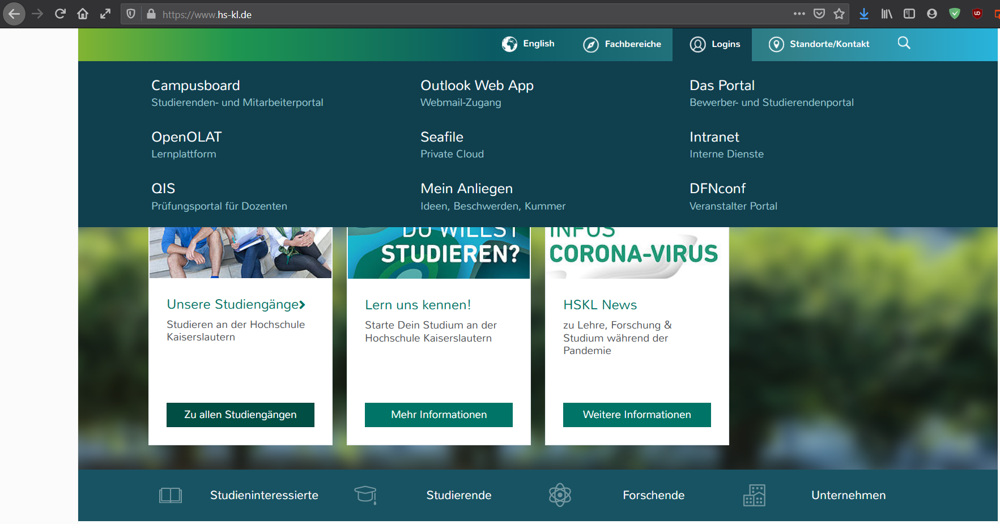 https://www.hs-kl.de
English
Fachbereiche
Logins
Standorte/Kontakt
Campusboard
Studierenden- und Mitarbeiterportal
Outlook Web App
Webmail-Zugang
Das Portal
Bewerber- und Studierendenportal
OpenOLAT
Lernplattform
Seafile
Private Cloud
Intranet
Interne Dienste
QIS
Prüfungsportal für Dozenten
Mein Anliegen
Ideen, Beschwerden, Kummer
DFNconf
Veranstalter Portal
DU WILLST
STUDIEREN?
INFOS
CORONA-VIRUS
Unsere Studiengänge
Studieren an der Hochschule
Kaiserslautern
Zu allen Studiengängen
Lern uns kennen!
Starte Dein Studium an der
Hochschule Kaiserslautern
Mehr Informationen
HSKL News
zu Lehre, Forschung &
Studium während der
Pandemie
Weitere Informationen
Studieninteressierte
Studierende
Forschende
Unternehmen